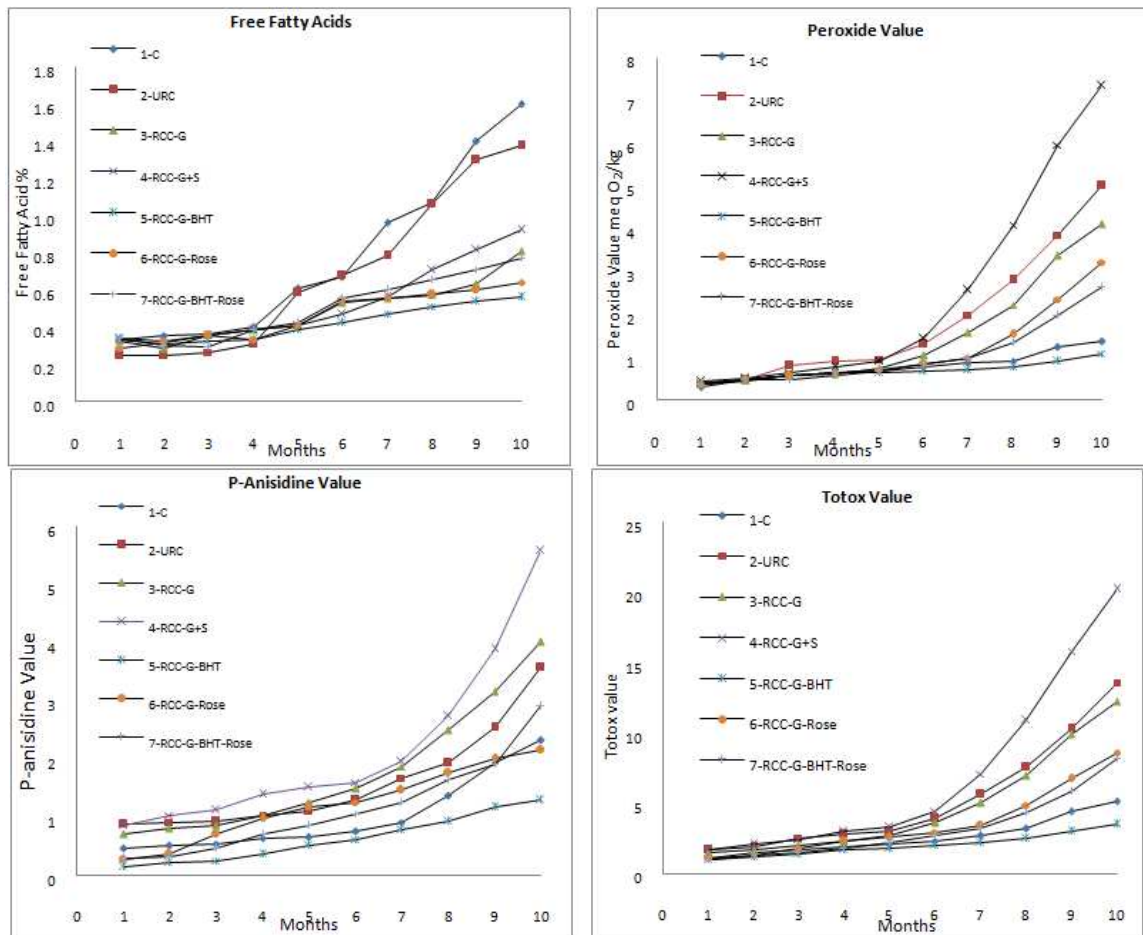 Free Fatty Acids
1-C
2-URC
3-RCC-G
4-RCC-G+S
5-RCC-G-BHT
6-RCC-G-Rose
7-RCC-G-BHT-Rose
Free Fatty Acid%
1.8
1.6
1.4
1.2
1.0
0.8
0.6
0.4
0.2
0.0
0 1 2 3 4 5 6 7 8 9 10
Months
Peroxide Value
1-C
2-URC
3-RCC-G
4-RCC-G+S
5-RCC-G-BHT
6-RCC-G-Rose
7-RCC-G-BHT-Rose
Peroxide Value meq O₂/kg
8
7
6
5
4
3
2
1
0
0 1 2 3 4 5 6 7 8 9 10
Months
P-Anisidine Value
1-C
2-URC
3-RCC-G
4-RCC-G+S
5-RCC-G-BHT
6-RCC-G-Rose
7-RCC-G-BHT-Rose
P-anisidine Value
6
5
4
3
2
1
0
0 1 2 3 4 5 6 7 8 9 10
Months
Totox Value
1-C
2-URC
3-RCC-G
4-RCC-G+S
5-RCC-G-BHT
6-RCC-G-Rose
7-RCC-G-BHT-Rose
Totox value
25
20
15
10
5
0
0 1 2 3 4 5 6 7 8 9 10
Months